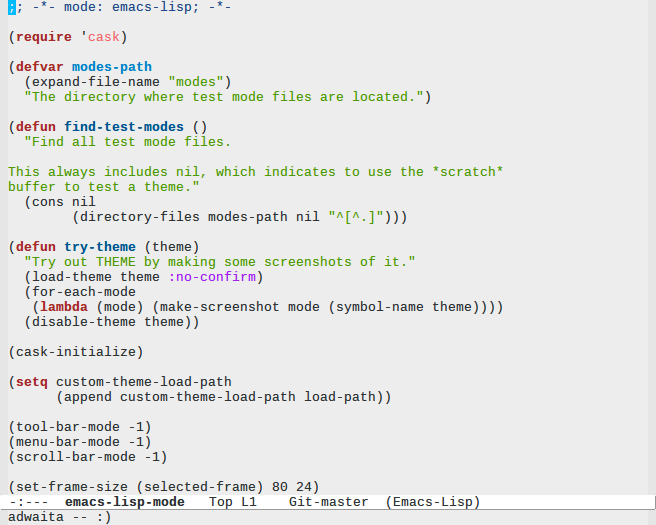 ;; -*- mode: emacs-lisp; -*-

(require 'cask)

(defvar modes-path
  (expand-file-name "modes")
  "The directory where test mode files are located.")

(defun find-test-modes ()
  "Find all test mode files.

This always includes nil, which indicates to use the *scratch*
buffer to test a theme."
  (cons nil
        (directory-files modes-path nil "^[^.]")))

(defun try-theme (theme)
  "Try out THEME by making some screenshots of it."
  (load-theme theme :no-confirm)
  (for-each-mode
   (lambda (mode) (make-screenshot mode (symbol-name theme))))
  (disable-theme theme))

(cask-initialize)

(setq custom-theme-load-path
      (append custom-theme-load-path load-path))

(tool-bar-mode -1)
(menu-bar-mode -1)
(scroll-bar-mode -1)

(set-frame-size (selected-frame) 80 24)
-:---  emacs-lisp-mode   Top L1    Git-master  (Emacs-Lisp)
adwaita -- :)